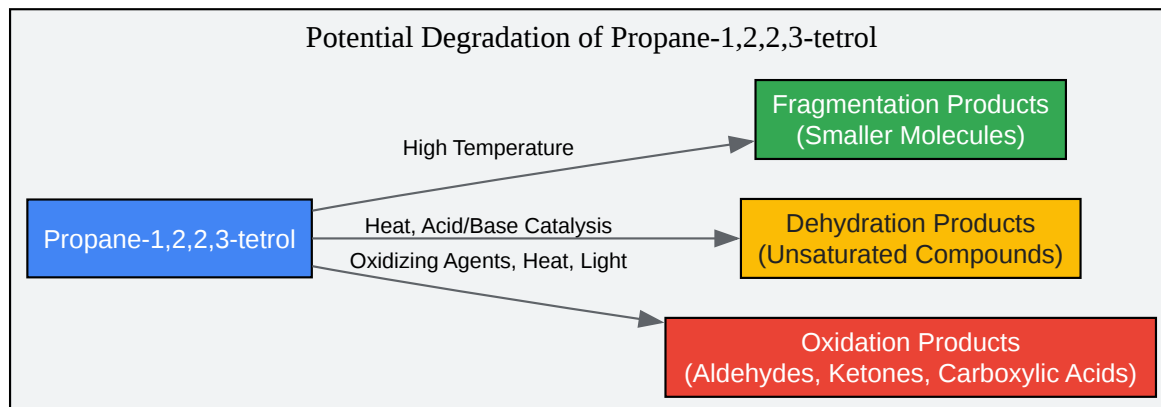 Potential Degradation of Propane-1,2,2,3-tetrol
Fragmentation Products
(Smaller Molecules)
High Temperature
Propane-1,2,2,3-tetrol
Heat, Acid/Base Catalysis
Dehydration Products
(Unsaturated Compounds)
Oxidizing Agents, Heat, Light
Oxidation Products
(Aldehydes, Ketones, Carboxylic Acids)